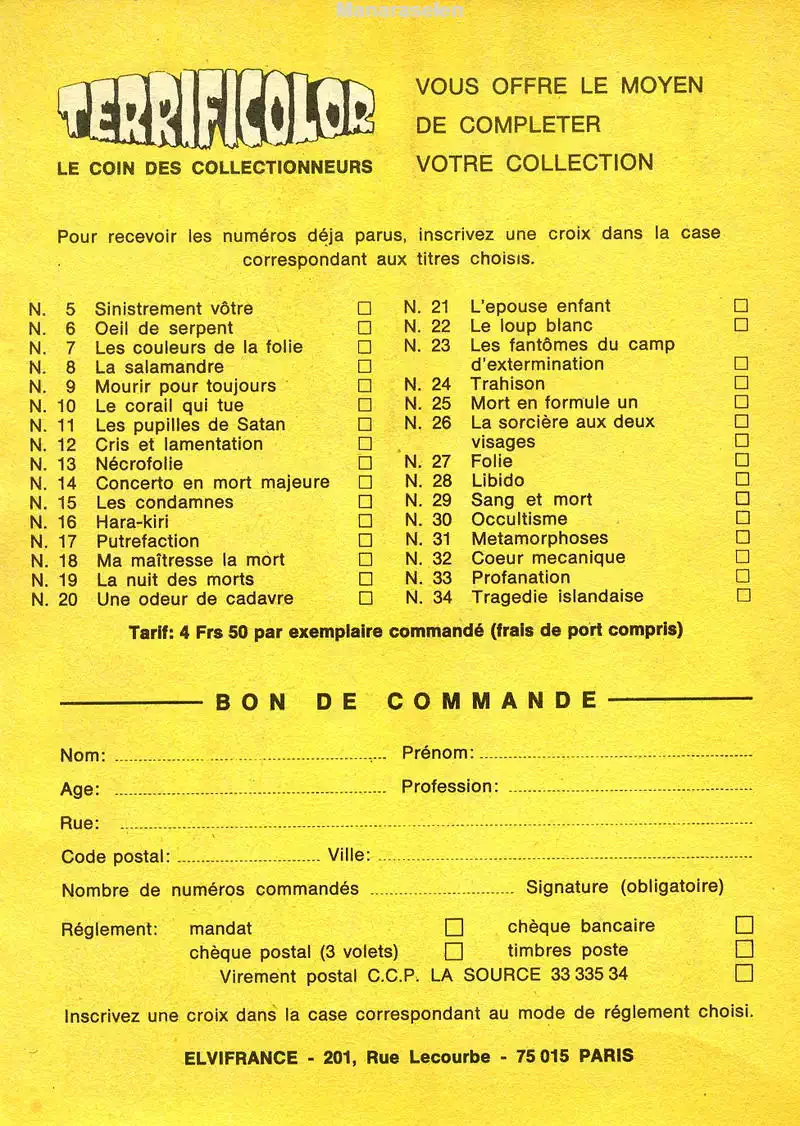 Manaraselen
TERRIFICOLOR
LE COIN DES COLLECTIONNEURS
VOUS OFFRE LE MOYEN
DE COMPLETER
VOTRE COLLECTION
Pour recevoir les numéros déja parus, inscrivez une croix dans la case
correspondant aux titres choisis.
N. 5 Sinistrement vôtre
N. 6 Oeil de serpent
N. 7 Les couleurs de la folie
N. 8 La salamandre
N. 9 Mourir pour toujours
N. 10 Le corail qui tue
N. 11 Les pupilles de Satan
N. 12 Cris et lamentation
N. 13 Nécrofolie
N. 14 Concerto en mort majeure
N. 15 Les condamnes
N. 16 Hara-kiri
N. 17 Putrefaction
N. 18 Ma maîtresse la mort
N. 19 La nuit des morts
N. 20 Une odeur de cadavre
N. 21 L'epouse enfant
N. 22 Le loup blanc
N. 23 Les fantômes du camp
d'extermination
N. 24 Trahison
N. 25 Mort en formule un
N. 26 La sorcière aux deux
visages
N. 27 Folie
N. 28 Libido
N. 29 Sang et mort
N. 30 Occultisme
N. 31 Metamorphoses
N. 32 Coeur mecanique
N. 33 Profanation
N. 34 Tragedie islandaise
Tarif: 4 Frs 50 par exemplaire commandé (frais de port compris)
BON DE COMMANDE
Nom: Prénom:
Age: Profession:
Rue:
Code postal: Ville:
Nombre de numéros commandés Signature (obligatoire)
Réglement: mandat chèque bancaire
chèque postal (3 volets) timbres poste
Virement postal C.C.P. LA SOURCE 33 335 34
Inscrivez une croix dans la case correspondant au mode de réglement choisi.
ELVIFRANCE - 201, Rue Lecourbe - 75 015 PARIS